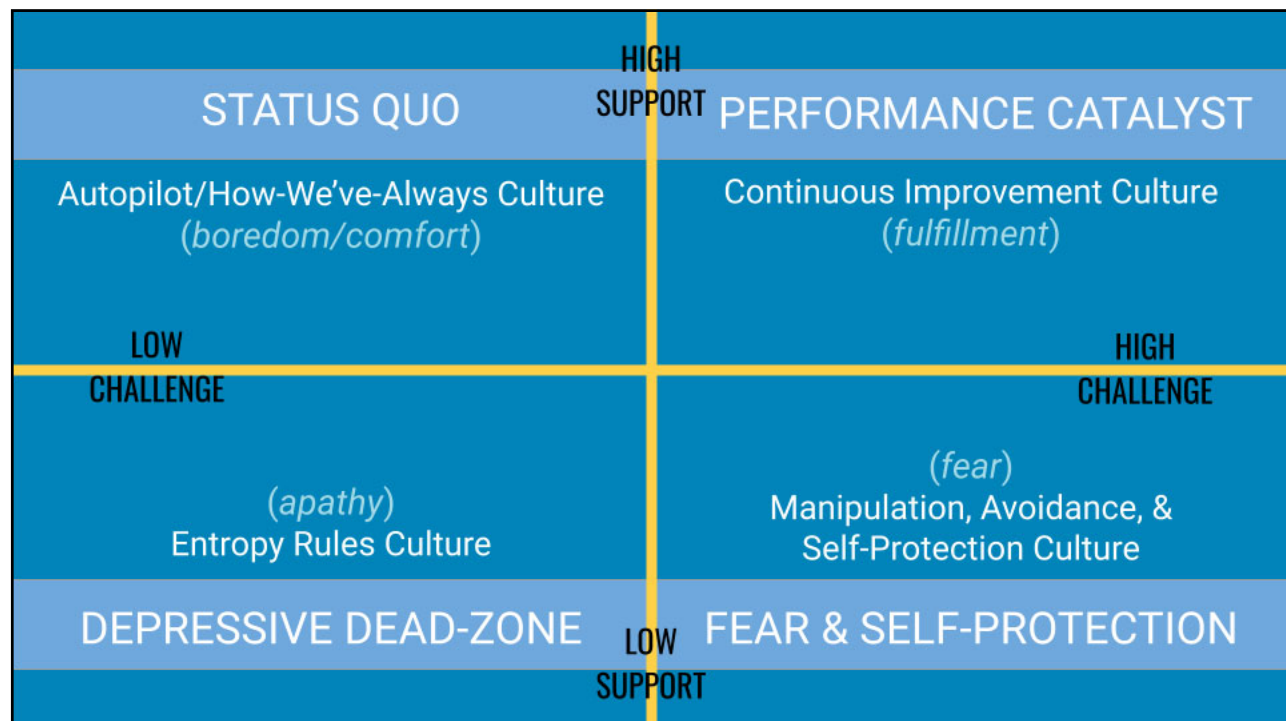 HIGH
SUPPORT
STATUS QUO
PERFORMANCE CATALYST
Autopilot/How-We’ve-Always Culture
(boredom/comfort)
Continuous Improvement Culture
(fulfillment)
LOW
CHALLENGE
HIGH
CHALLENGE
(apathy)
Entropy Rules Culture
(fear)
Manipulation, Avoidance, &
Self-Protection Culture
DEPRESSIVE DEAD-ZONE
FEAR & SELF-PROTECTION
LOW
SUPPORT